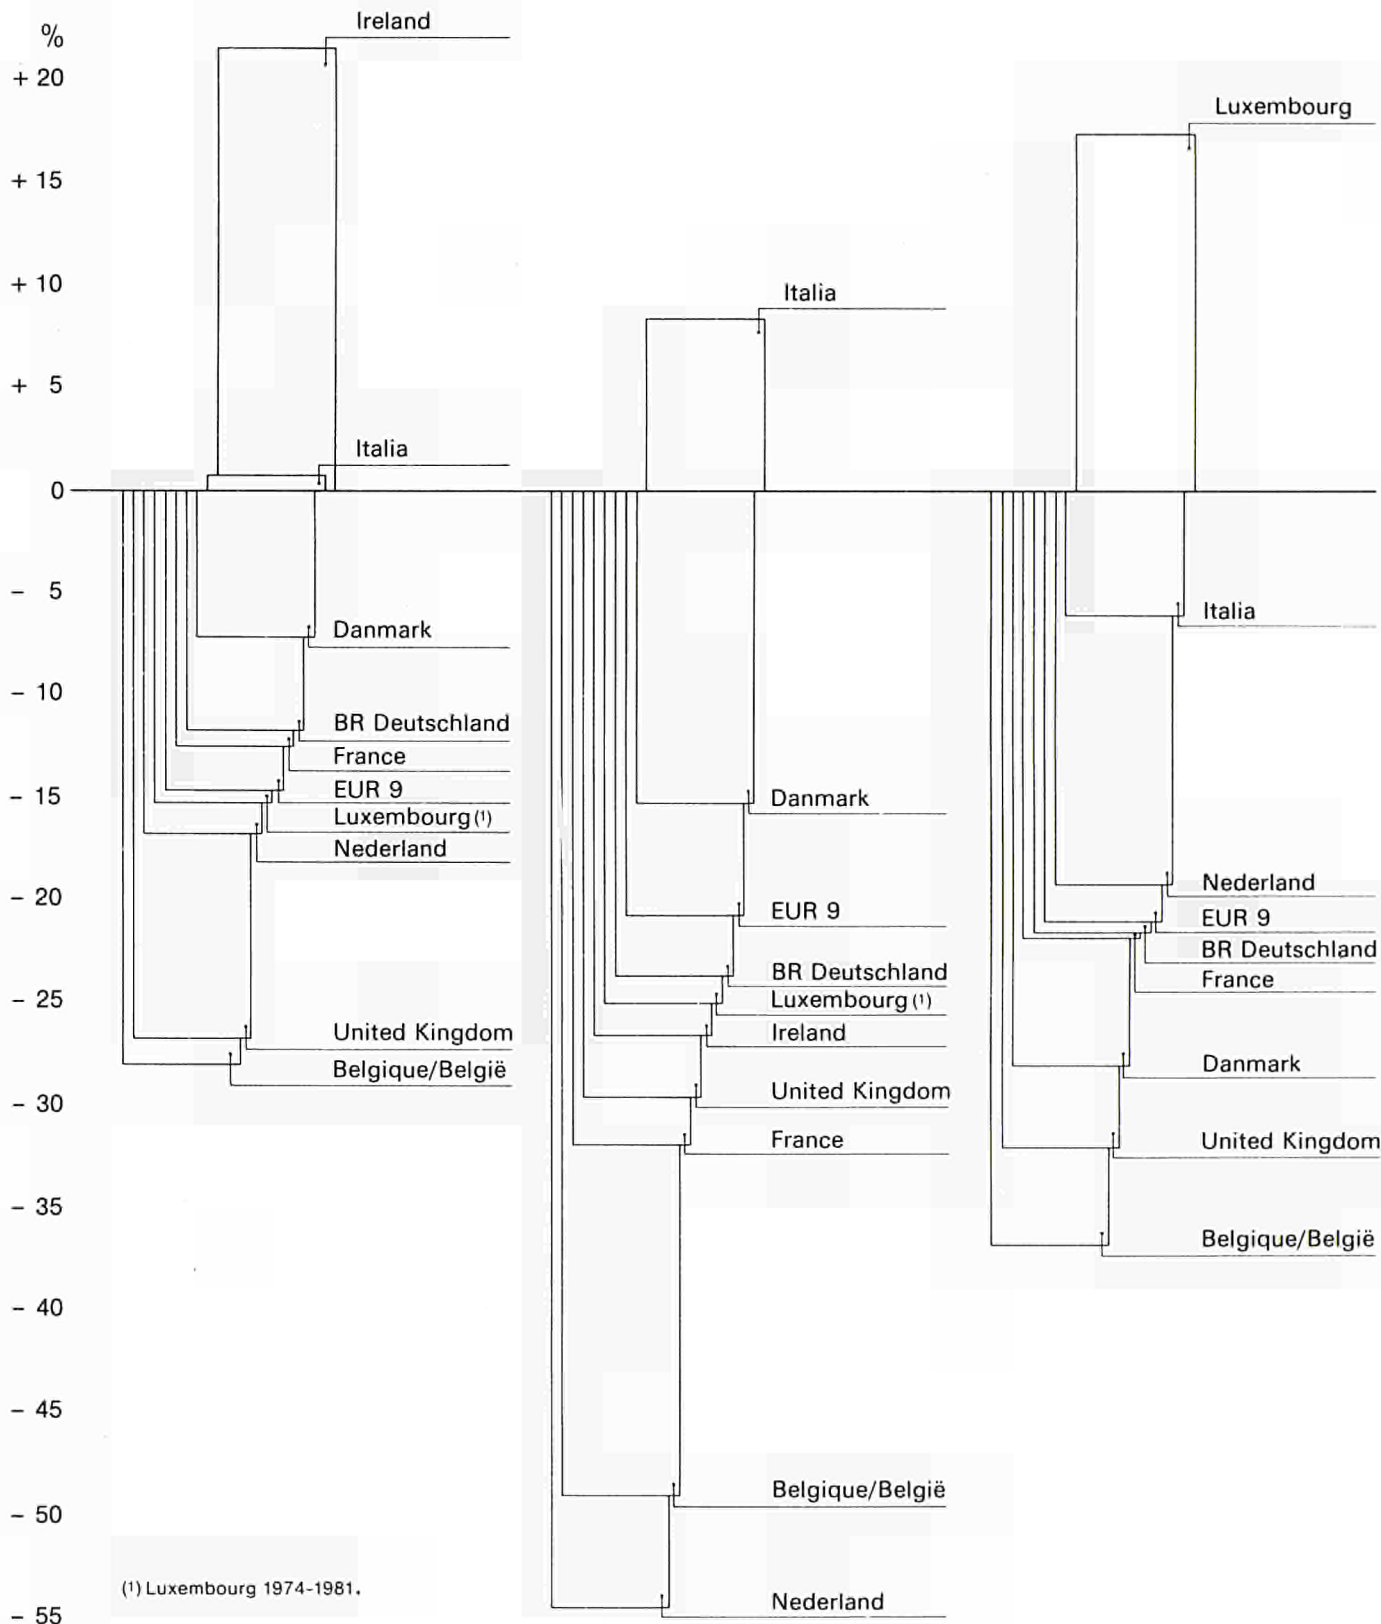 %
+ 20
+ 15
+ 10
+ 5
0
– 5
– 10
– 15
– 20
– 25
– 30
– 35
– 40
– 45
– 50
– 55
Ireland
Italia
Danmark
BR Deutschland
France
EUR 9
Luxembourg (1)
Nederland
United Kingdom
Belgique/België
Italia
Danmark
EUR 9
BR Deutschland
Luxembourg (1)
Ireland
United Kingdom
France
Belgique/België
Nederland
Luxembourg
Italia
Nederland
EUR 9
BR Deutschland
France
Danmark
United Kingdom
Belgique/België
(1) Luxembourg 1974-1981.